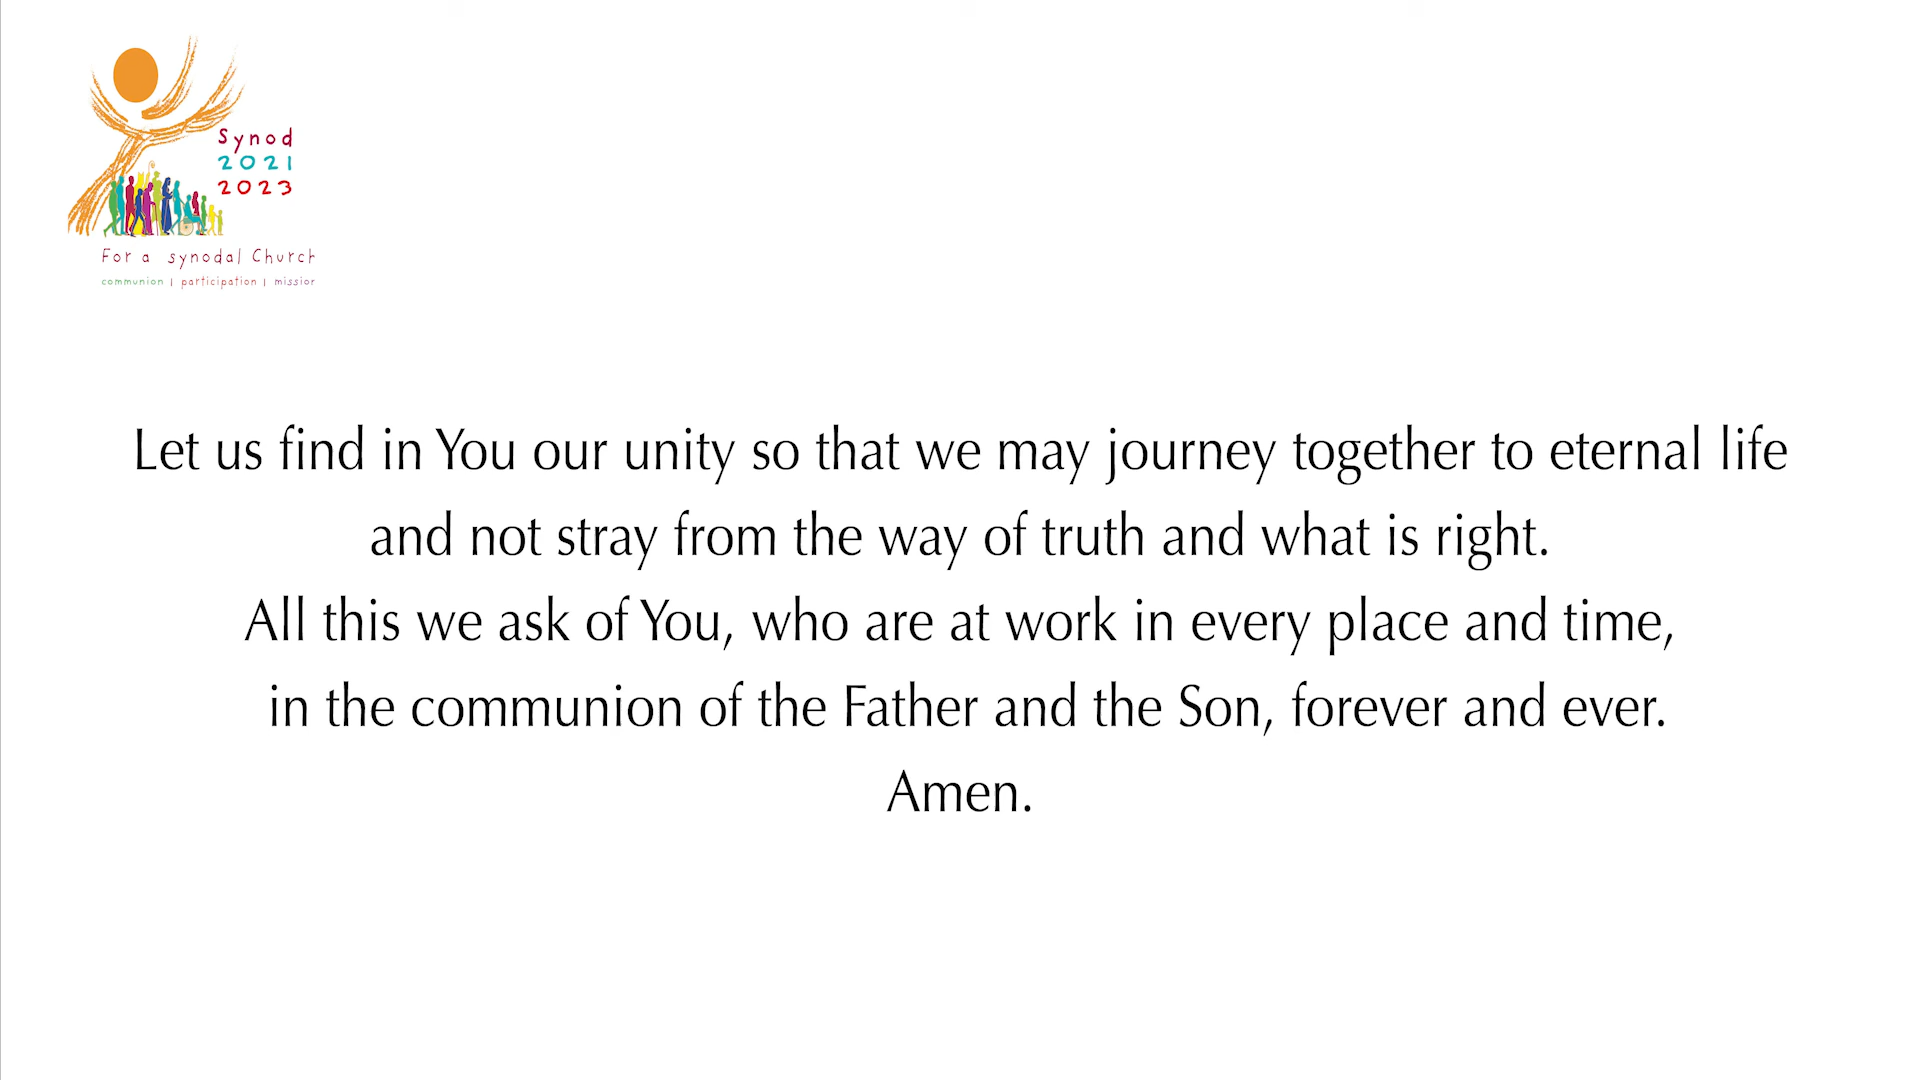 Synod
2021
2023
For a synodal Church
communion | participation | mission
Let us find in You our unity so that we may journey together to eternal life
and not stray from the way of truth and what is right.
All this we ask of You, who are at work in every place and time,
in the communion of the Father and the Son, forever and ever.
Amen.